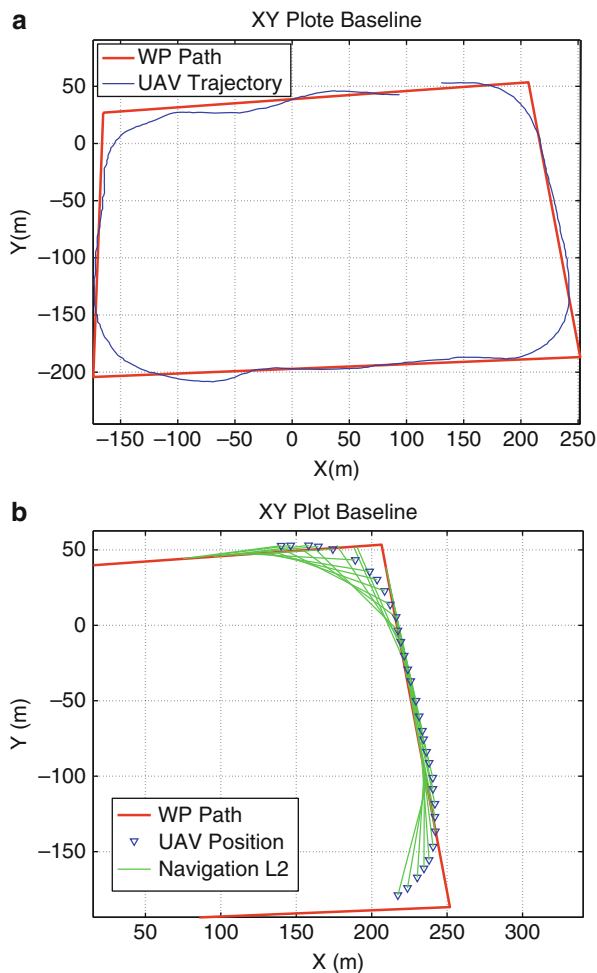 a
XY Plote Baseline
WP Path
UAV Trajectory
50
0
−50
−100
−150
−200
Y(m)
−150 −100 −50 0 50 100 150 200 250
X(m)
b
XY Plot Baseline
50
0
−50
−100
−150
Y (m)
WP Path
UAV Position
Navigation L2
50 100 150 200 250 300
X (m)